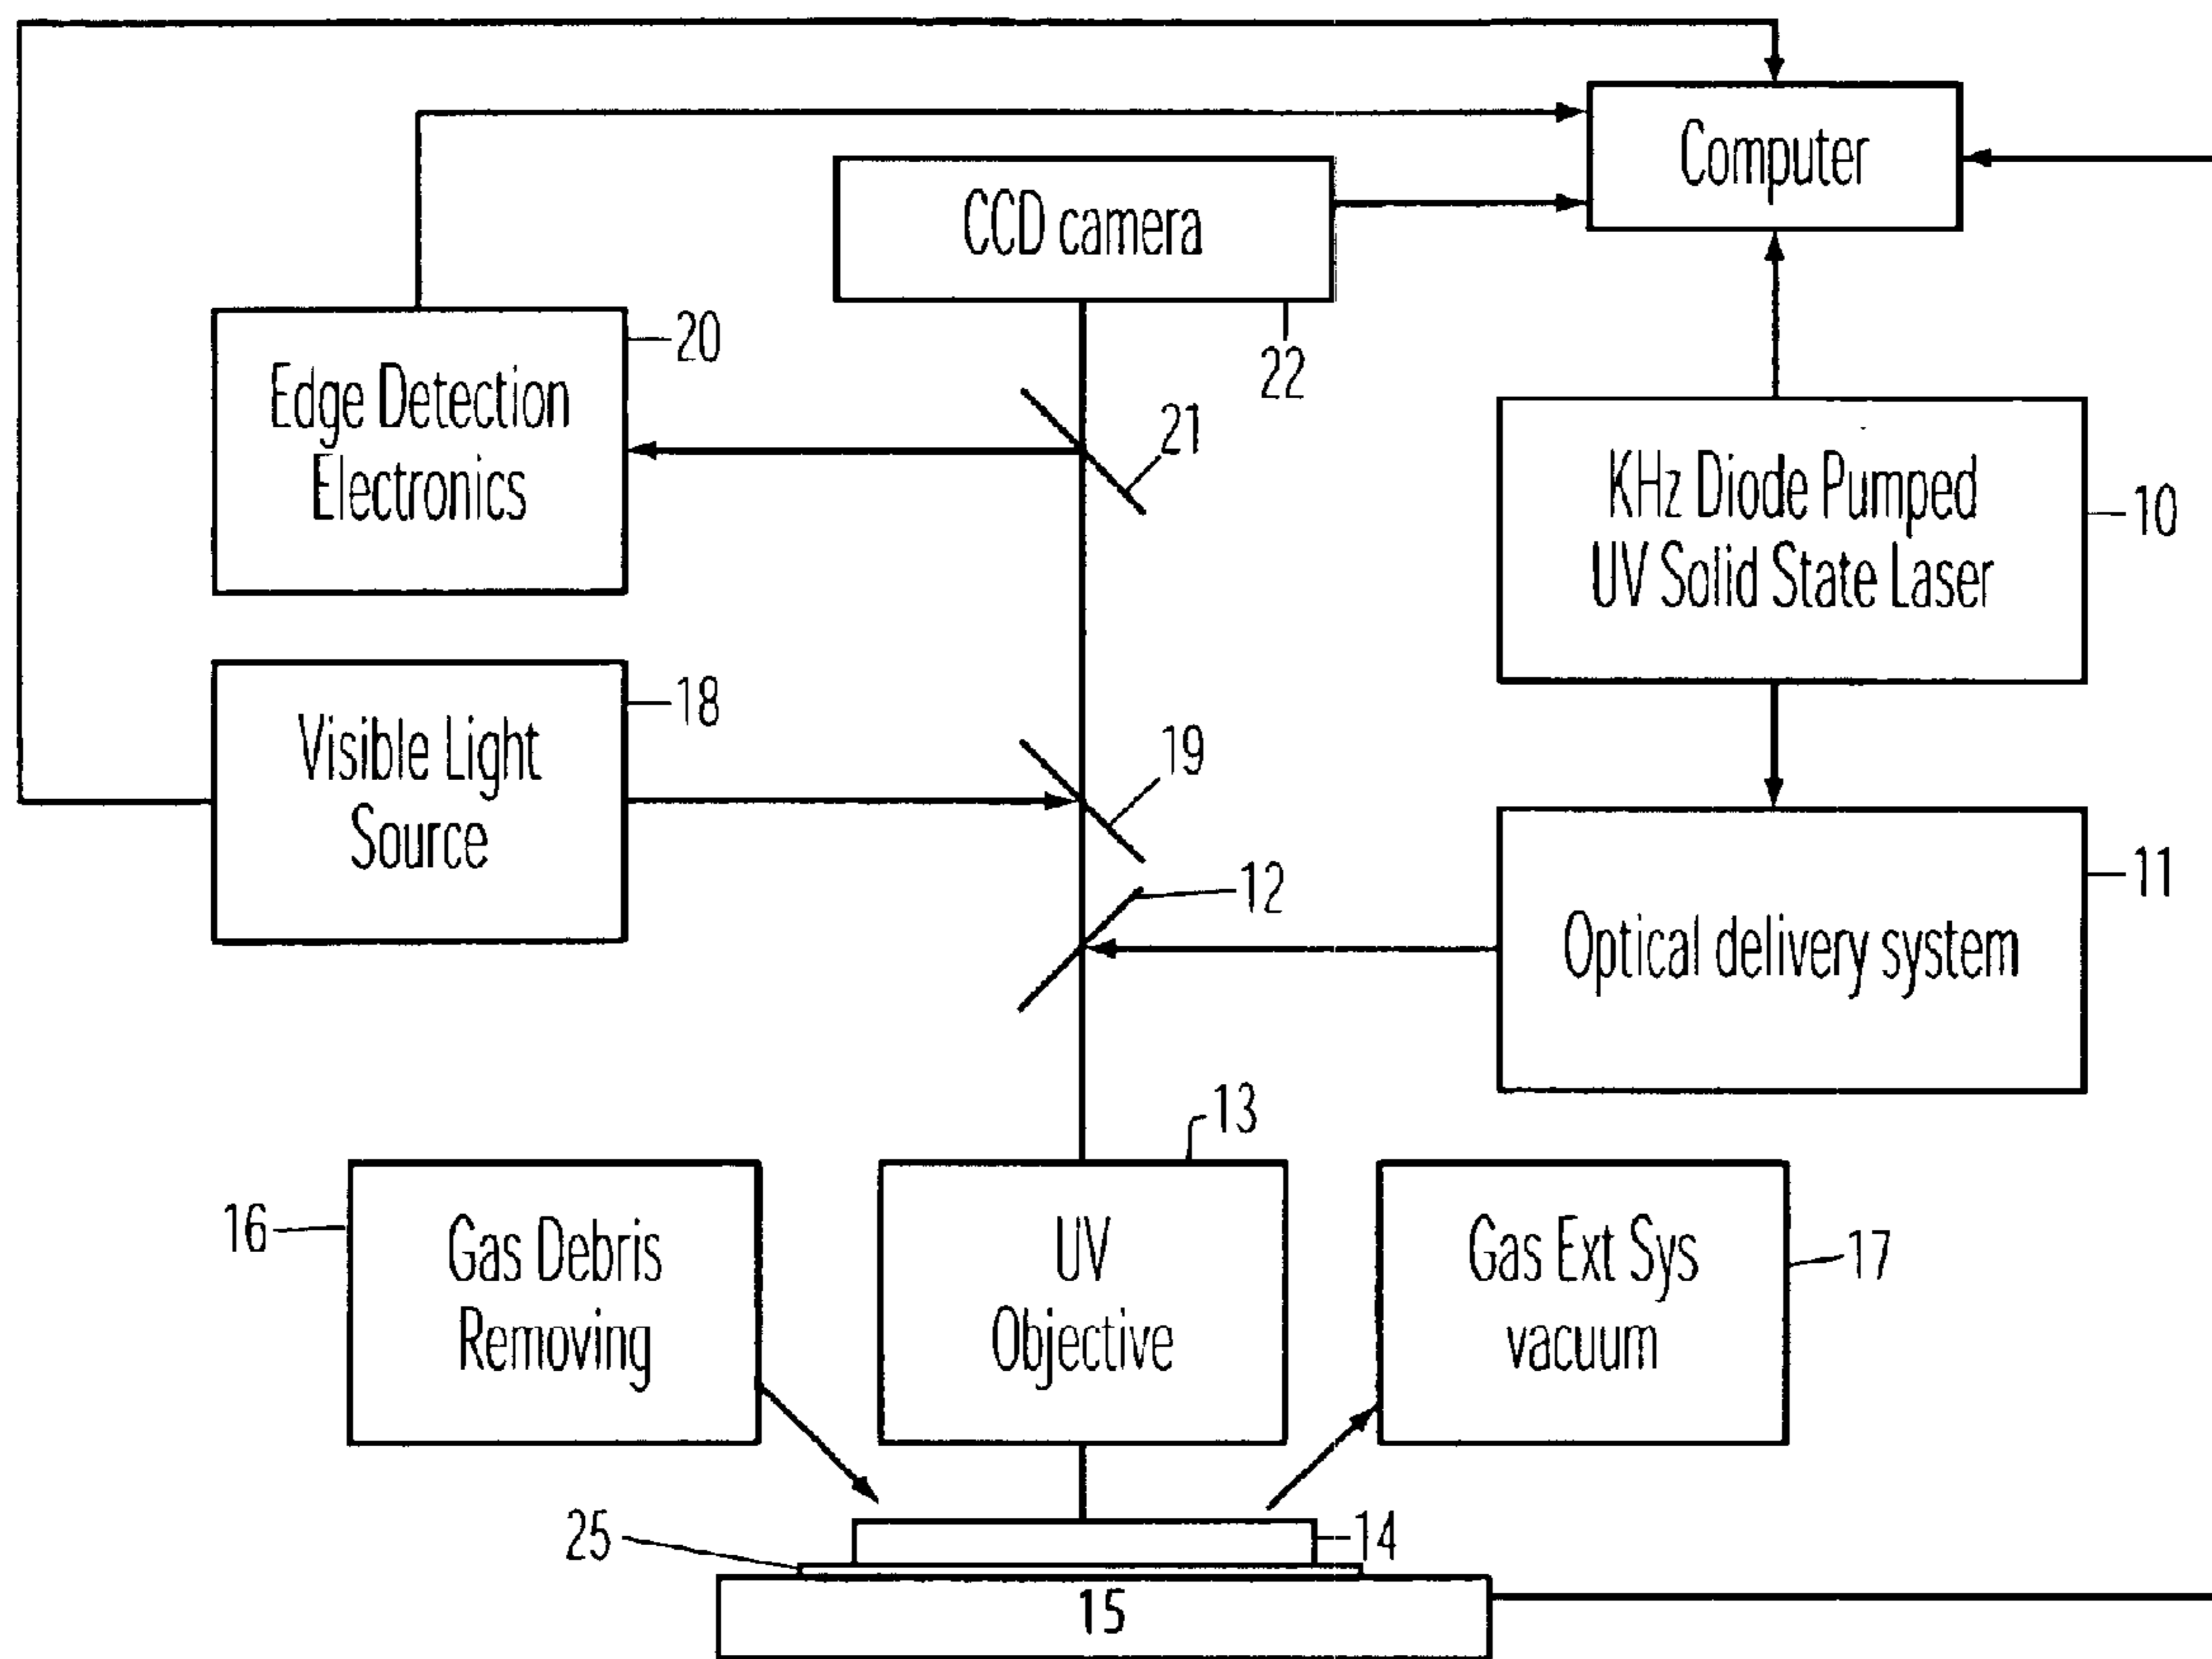 Computer
CCD camera
22
20
Edge Detection
Electronics
21
KHz Diode Pumped
UV Solid State Laser
10
18
Visible Light
Source
19
12
11
Optical delivery system
13
16
Gas Debris
Removing
UV
Objective
Gas Ext Sys
vacuum
17
25
14
15